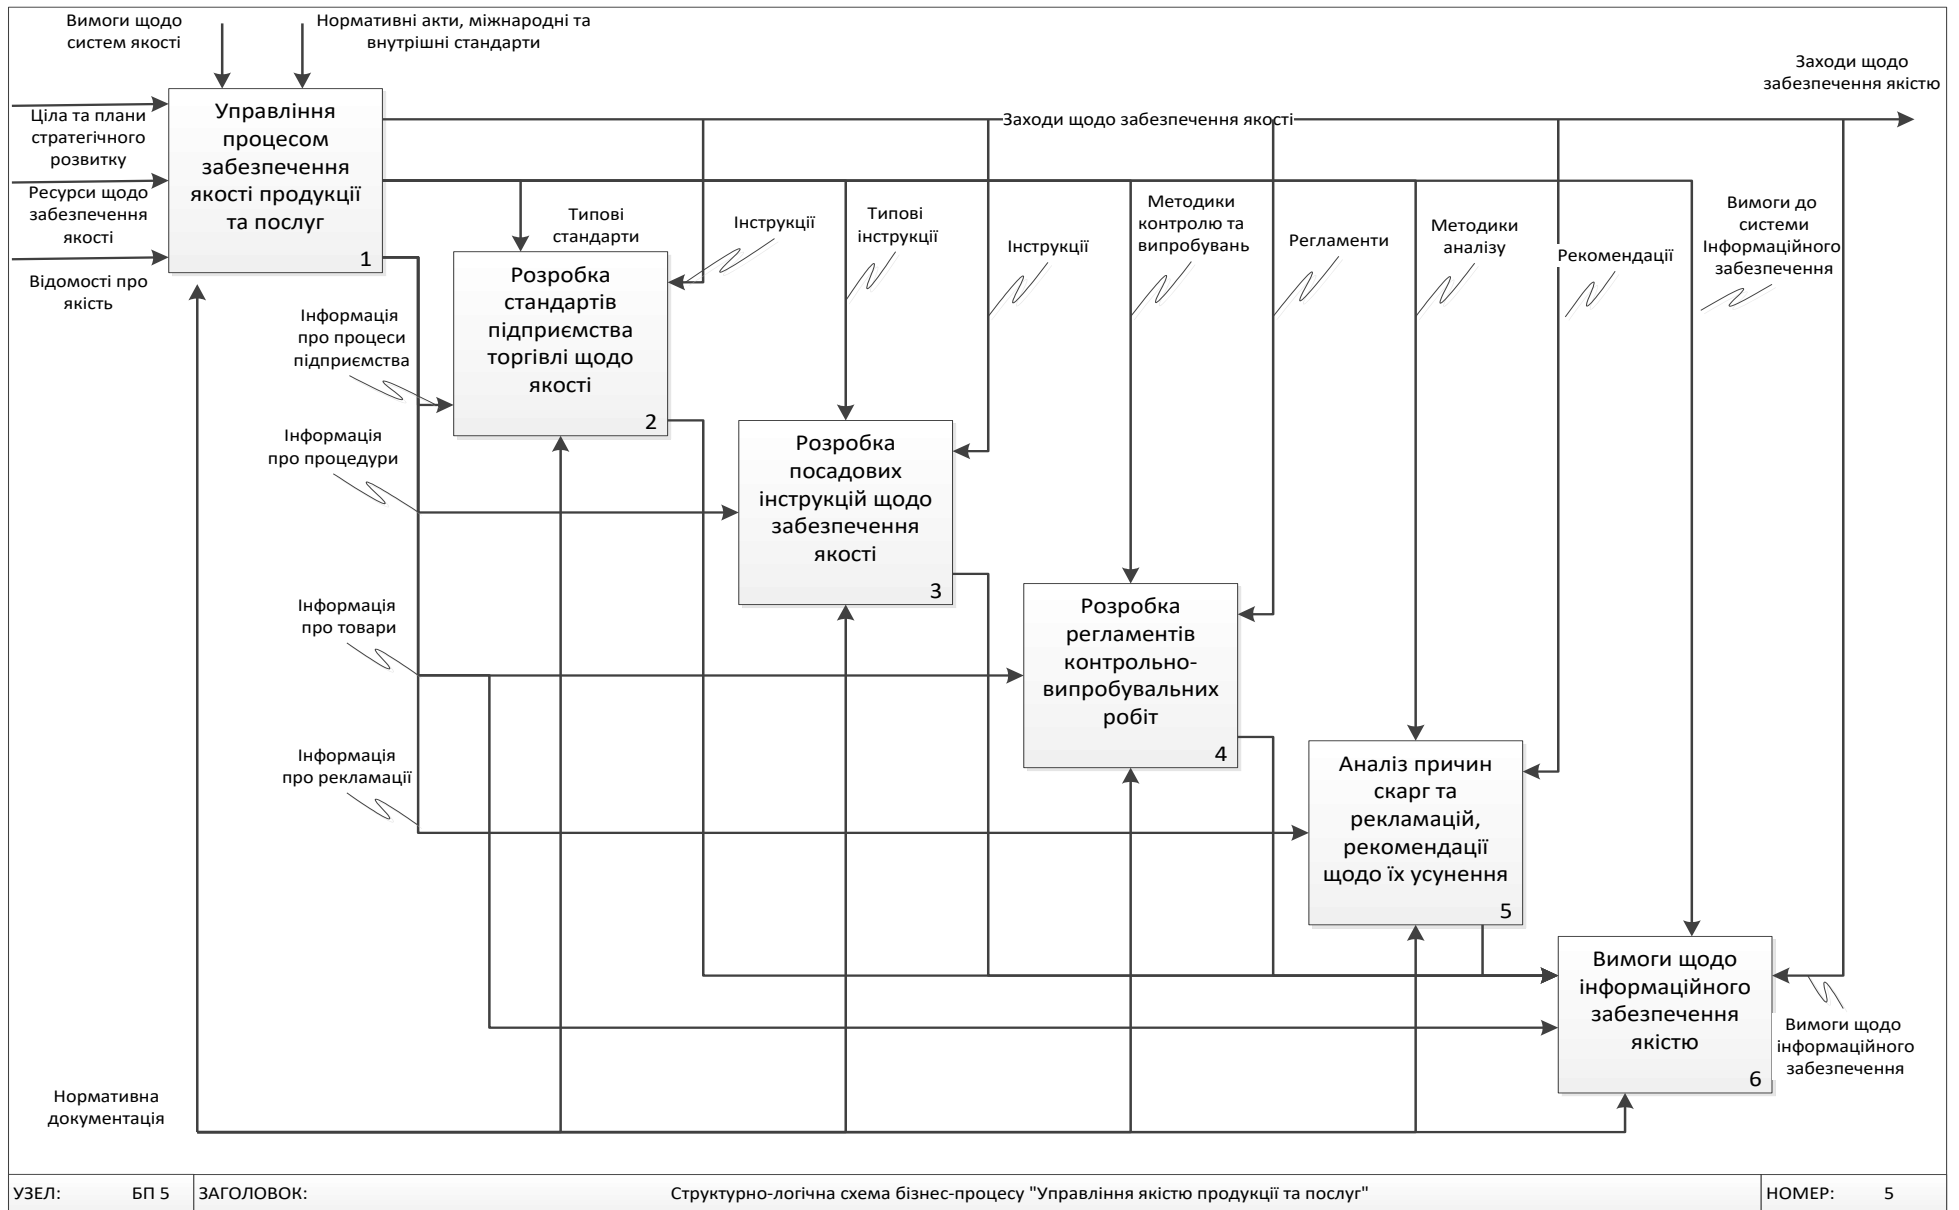 Вимоги щодо
систем якості
Нормативні акти, міжнародні та
внутрішні стандарти
Заходи щодо
забезпечення якістю
Ціла та плани
стратегічного
розвитку
Ресурси щодо
забезпечення
якості
Відомості про
якість
Управління
процесом
забезпечення
якості продукції
та послуг
1
Заходи щодо забезпечення якості
Типові
стандарти
Інструкції
Типові
інструкції
Інструкції
Методики
контролю та
випробувань
Регламенти
Методики
аналізу
Рекомендації
Вимоги до
системи
Інформаційного
забезпечення
Інформація
про процеси
підприємства
Розробка
стандартів
підприємства
торгівлі щодо
якості
2
Інформація
про процедури
Розробка
посадових
інструкцій щодо
забезпечення
якості
3
Інформація
про товари
Розробка
регламентів
контрольно-
випробувальних
робіт
4
Інформація
про рекламації
Аналіз причин
скарг та
рекламацій,
рекомендації
щодо їх усунення
5
Вимоги щодо
інформаційного
забезпечення
якістю
6
Вимоги щодо
інформаційного
забезпечення
Нормативна
документація
УЗЕЛ: БП 5 ЗАГОЛОВОК: Структурно-логічна схема бізнес-процесу "Управління якістю продукції та послуг" НОМЕР: 5